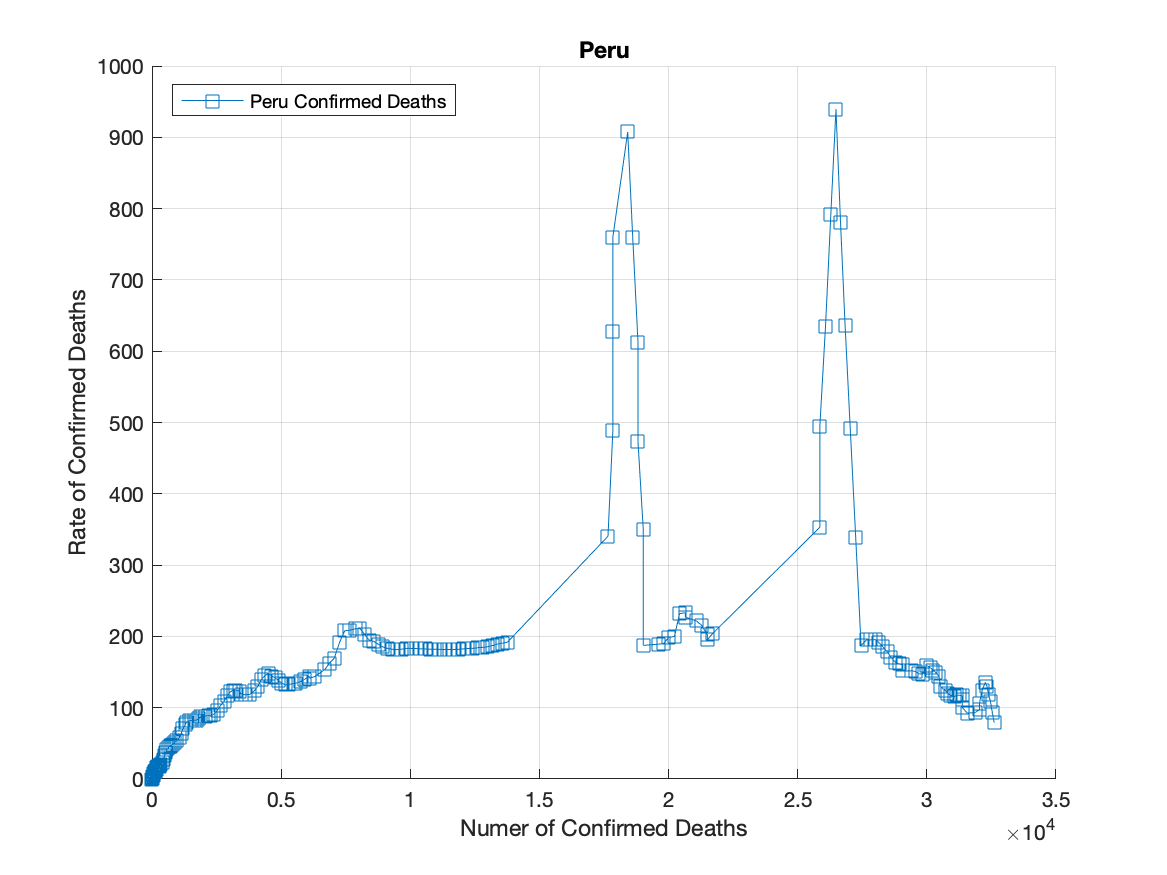 Peru
Peru Confirmed Deaths
1000
900
800
700
600
500
400
300
200
100
0
Rate of Confirmed Deaths
0 0.5 1 1.5 2 2.5 3 3.5
Numer of Confirmed Deaths
×10⁴